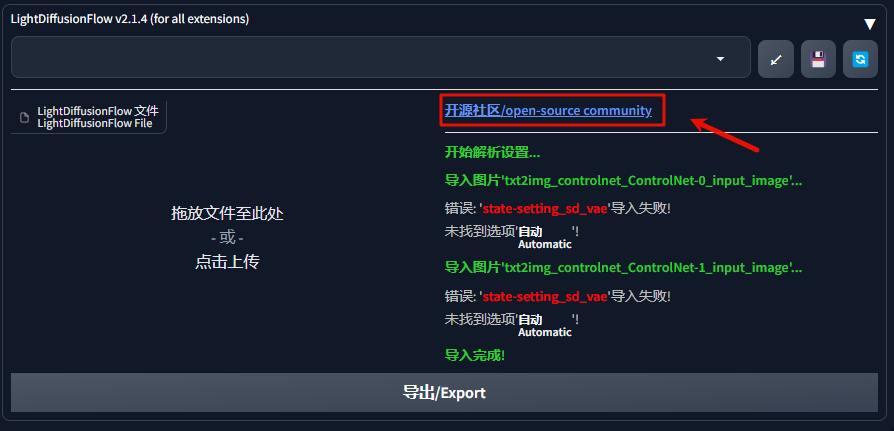 LightDiffusionFlow v2.1.4 (for all extensions)
LightDiffusionFlow 文件
LightDiffusionFlow File
拖放文件至此处
- 或 -
点击上传
开源社区/open-source community
开始解析设置...
导入图片'txt2img_controlnet_ControlNet-0_input_image'...
错误: 'state-setting_sd_vae'导入失败!
未找到选项'自动
Automatic'!
导入图片'txt2img_controlnet_ControlNet-1_input_image'...
错误: 'state-setting_sd_vae'导入失败!
未找到选项'自动
Automatic'!
导入完成!
导出/Export